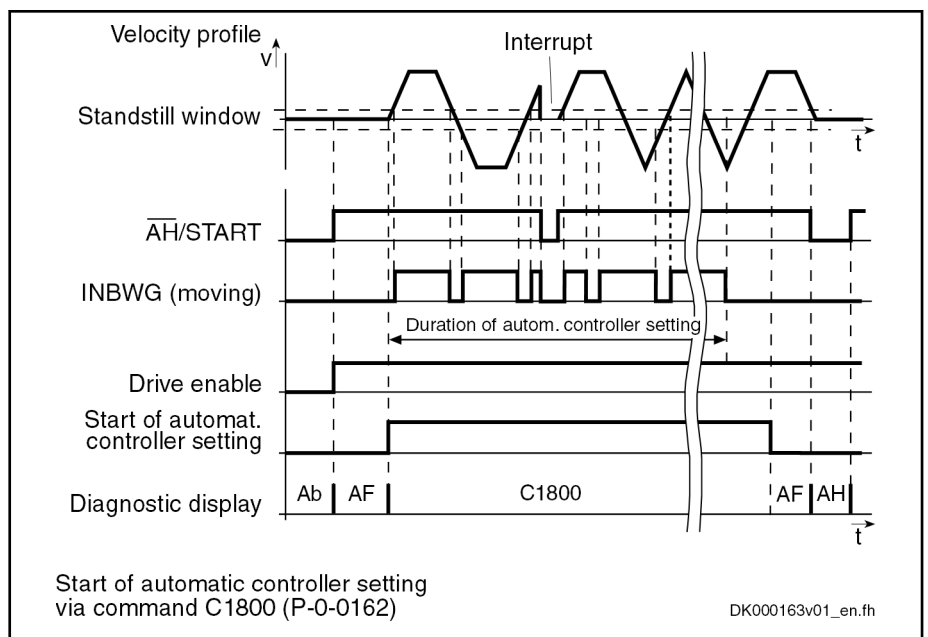 Velocity profile
v
Interrupt
Standstill window
t
A̅H̅/START
INBWG (moving)
Duration of autom. controller setting
Drive enable
Start of automat.
controller setting
Diagnostic display
Ab
AF
C1800
AF
AH
t
Start of automatic controller setting
via command C1800 (P-0-0162)
DK000163v01_en.fh